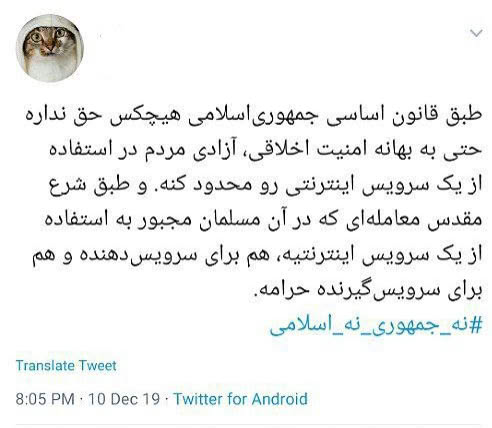 طبق قانون اساسی جمهوری‌اسلامی هیچکس حق نداره
حتی به بهانه امنیت اخلاقی، آزادی مردم در استفاده
از یک سرویس اینترنتی رو محدود کنه. و طبق شرع
مقدس معامله‌ای که در آن مسلمان مجبور به استفاده
از یک سرویس اینترنتیه، هم برای سرویس‌دهنده و هم
برای سرویس‌گیرنده حرامه.
#نه_جمهوری_نه_اسلامی
Translate Tweet
8:05 PM · 10 Dec 19 · Twitter for Android